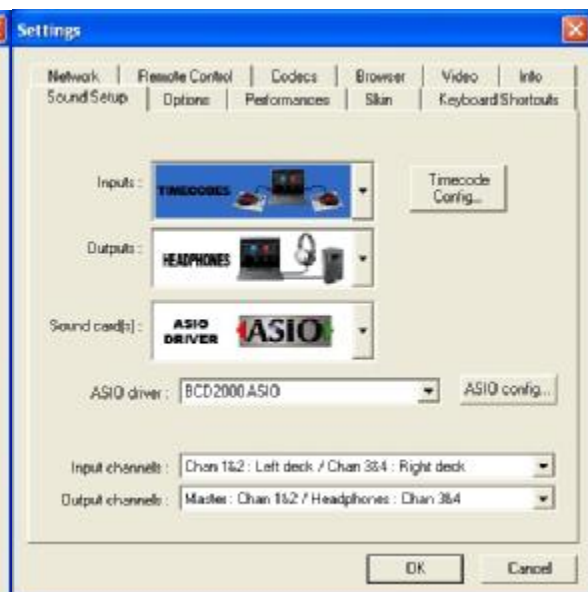 Settings
Network Remote Control Codecs Browser Video Info
Sound Setup Options Performances Skin Keyboard Shortcuts
Inputs :
TIMECODES
Timecode
Config...
Outputs :
HEADPHONES
Sound card(s) :
ASIO
DRIVER
ASIO
ASIO driver :
BCD2000 ASIO
ASIO config...
Input channels :
Chan 1&2 : Left deck / Chan 3&4 : Right deck
Output channels :
Master : Chan 1&2 / Headphones : Chan 3&4
OK Cancel